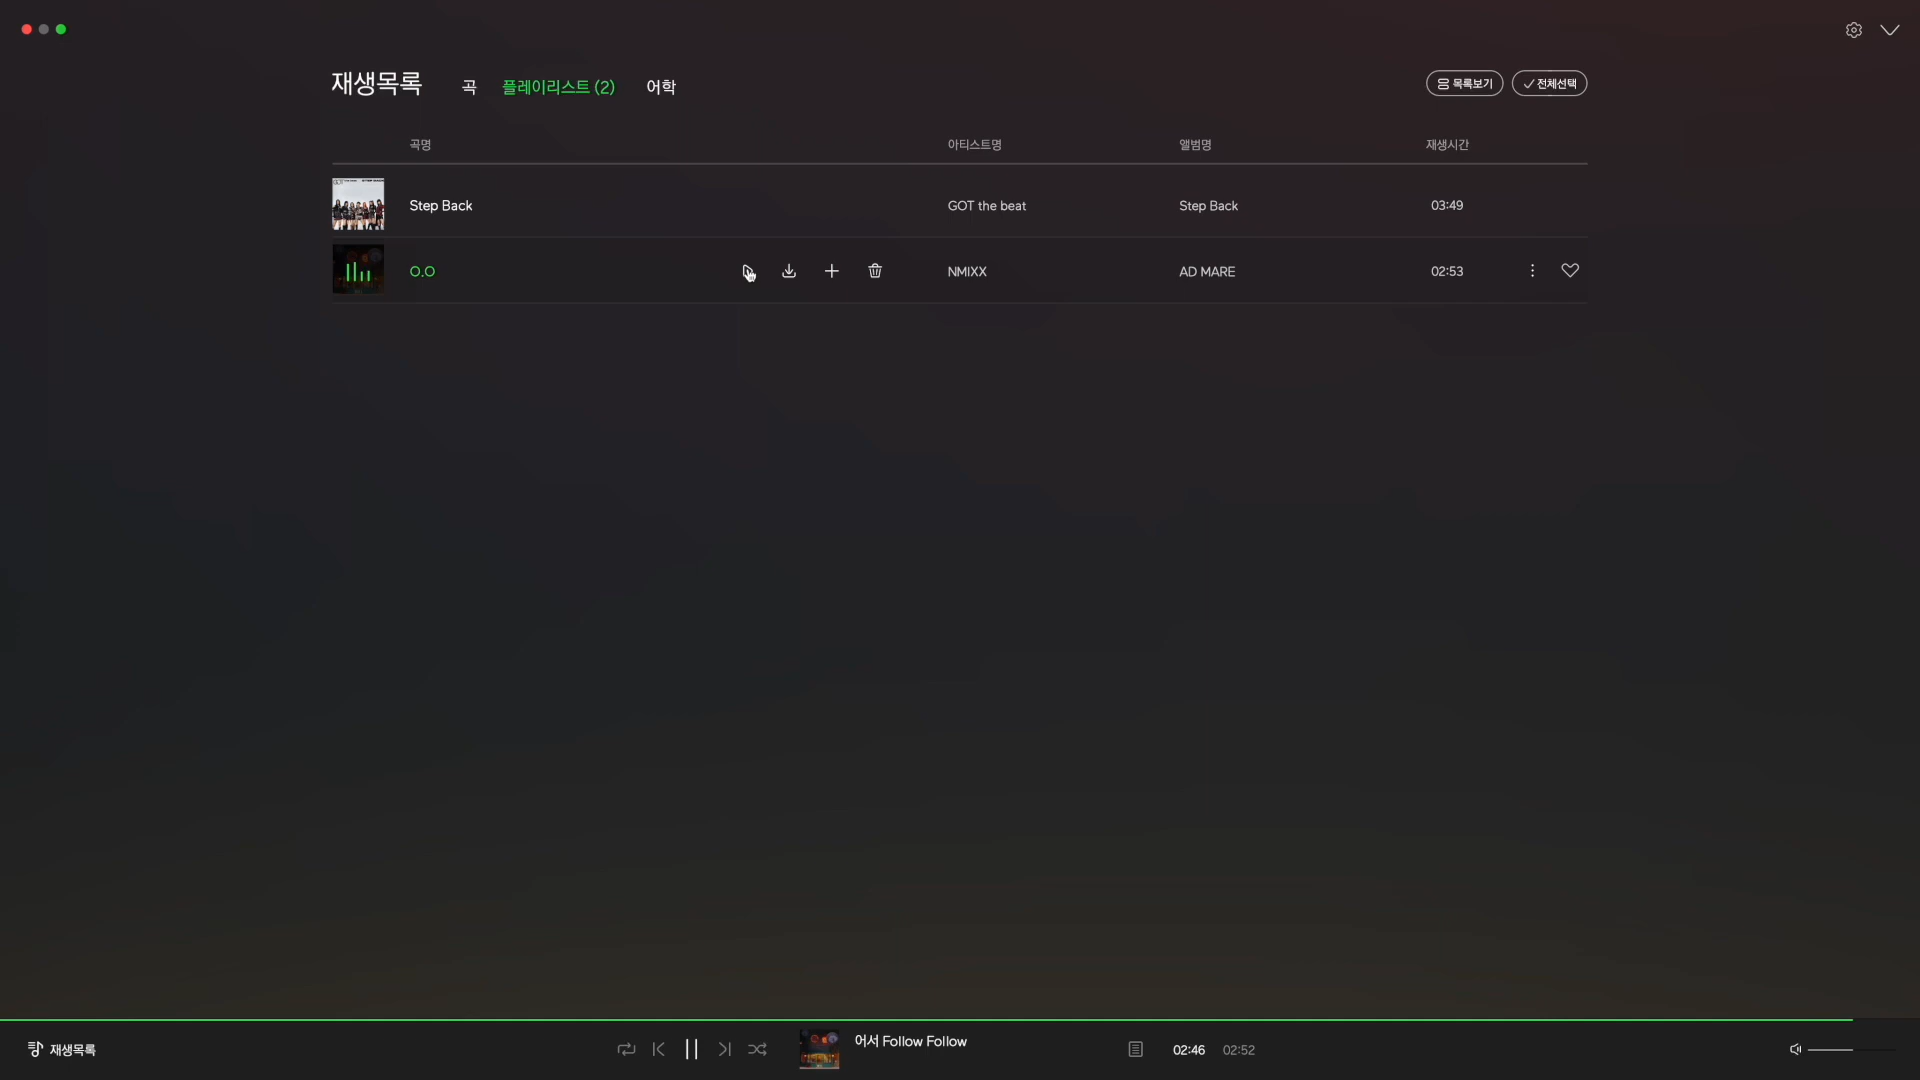 재생목록 곡 플레이리스트 (2) 어학 목록보기 전체선택
곡명 아티스트명 앨범명 재생시간
Step Back GOT the beat Step Back 03:49
O.O NMIXX AD MARE 02:53
재생목록 어서 Follow Follow 02:46 02:52